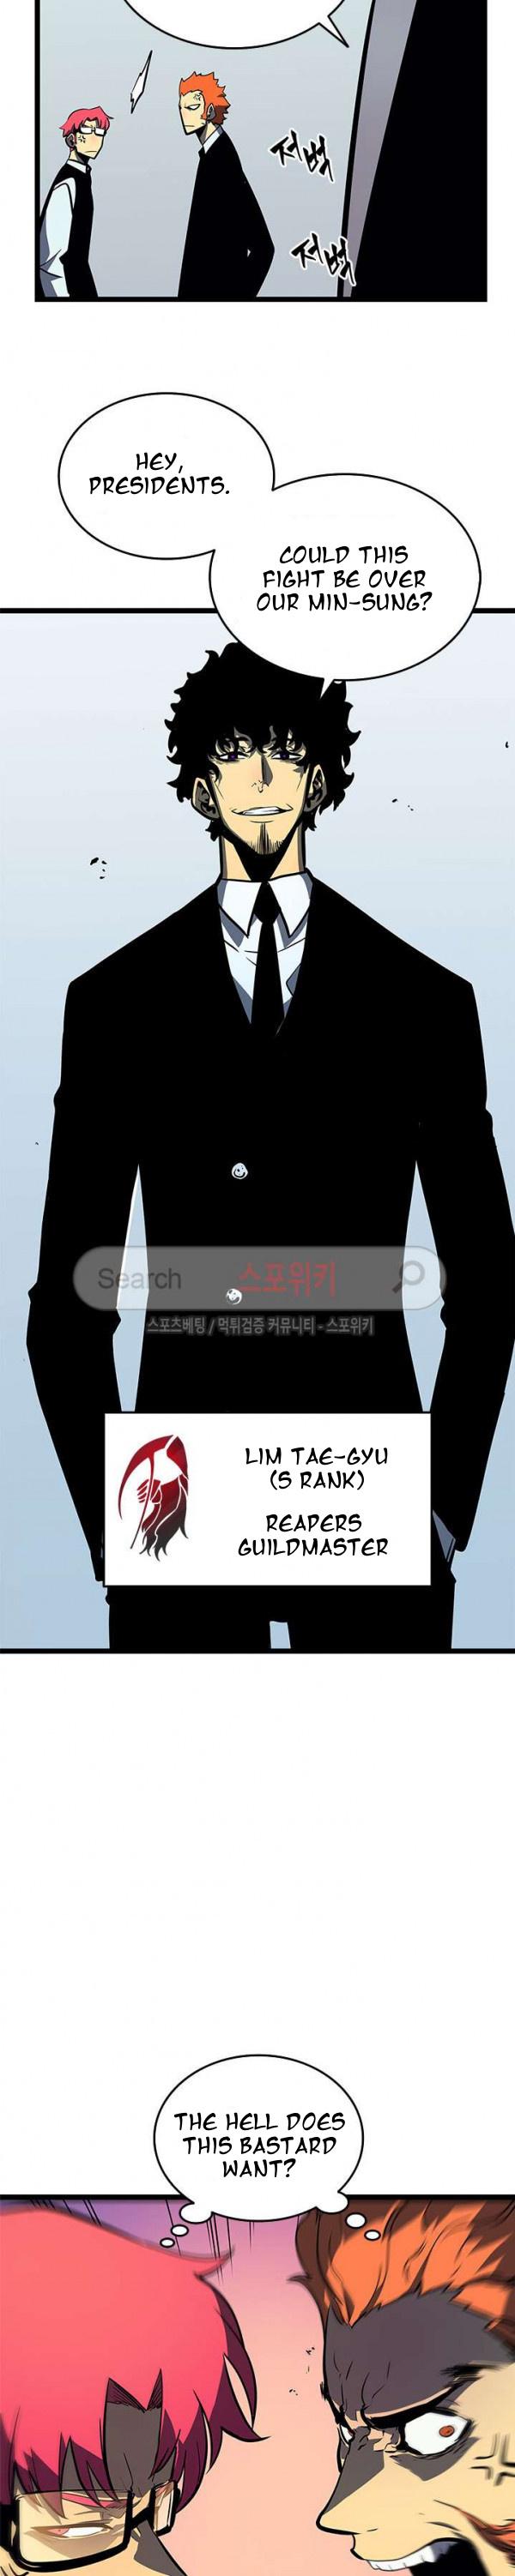 저벅
저벅
HEY,
PRESIDENTS.
COULD THIS
FIGHT BE OVER
OUR MIN-SUNG?
Search 스포위키
스포츠베팅 / 먹튀검증 커뮤니티 - 스포위키
LIM TAE-GYU
(S RANK)
REAPERS
GUILDMASTER
THE HELL DOES
THIS BASTARD
WANT?